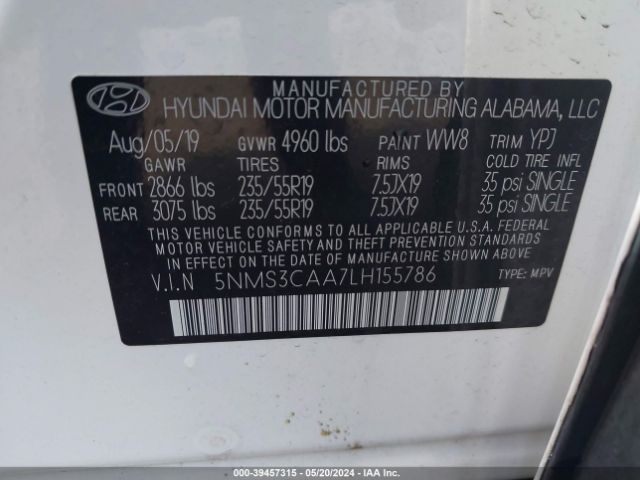 MANUFACTURED BY
HYUNDAI MOTOR MANUFACTURING ALABAMA, LLC
Aug/05/19 GVWR 4960 lbs PAINT WW8 TRIM YPJ
GAWR TIRES RIMS COLD TIRE INFL
FRONT 2866 lbs 235/55R19 7.5JX19 35 psi SINGLE
REAR 3075 lbs 235/55R19 7.5JX19 35 psi SINGLE
THIS VEHICLE CONFORMS TO ALL APPLICABLE U.S.A. FEDERAL
MOTOR VEHICLE SAFETY,BUMPER,AND THEFT PREVENTION
STANDARDS IN EFFECT ON THE DATE OF MANUFACTURE SHOWN ABOVE.
V.I.N 5NMS3CAA7LH155786 TYPE: MPV
000-39457315 - 05/20/2024 - IAA Inc.